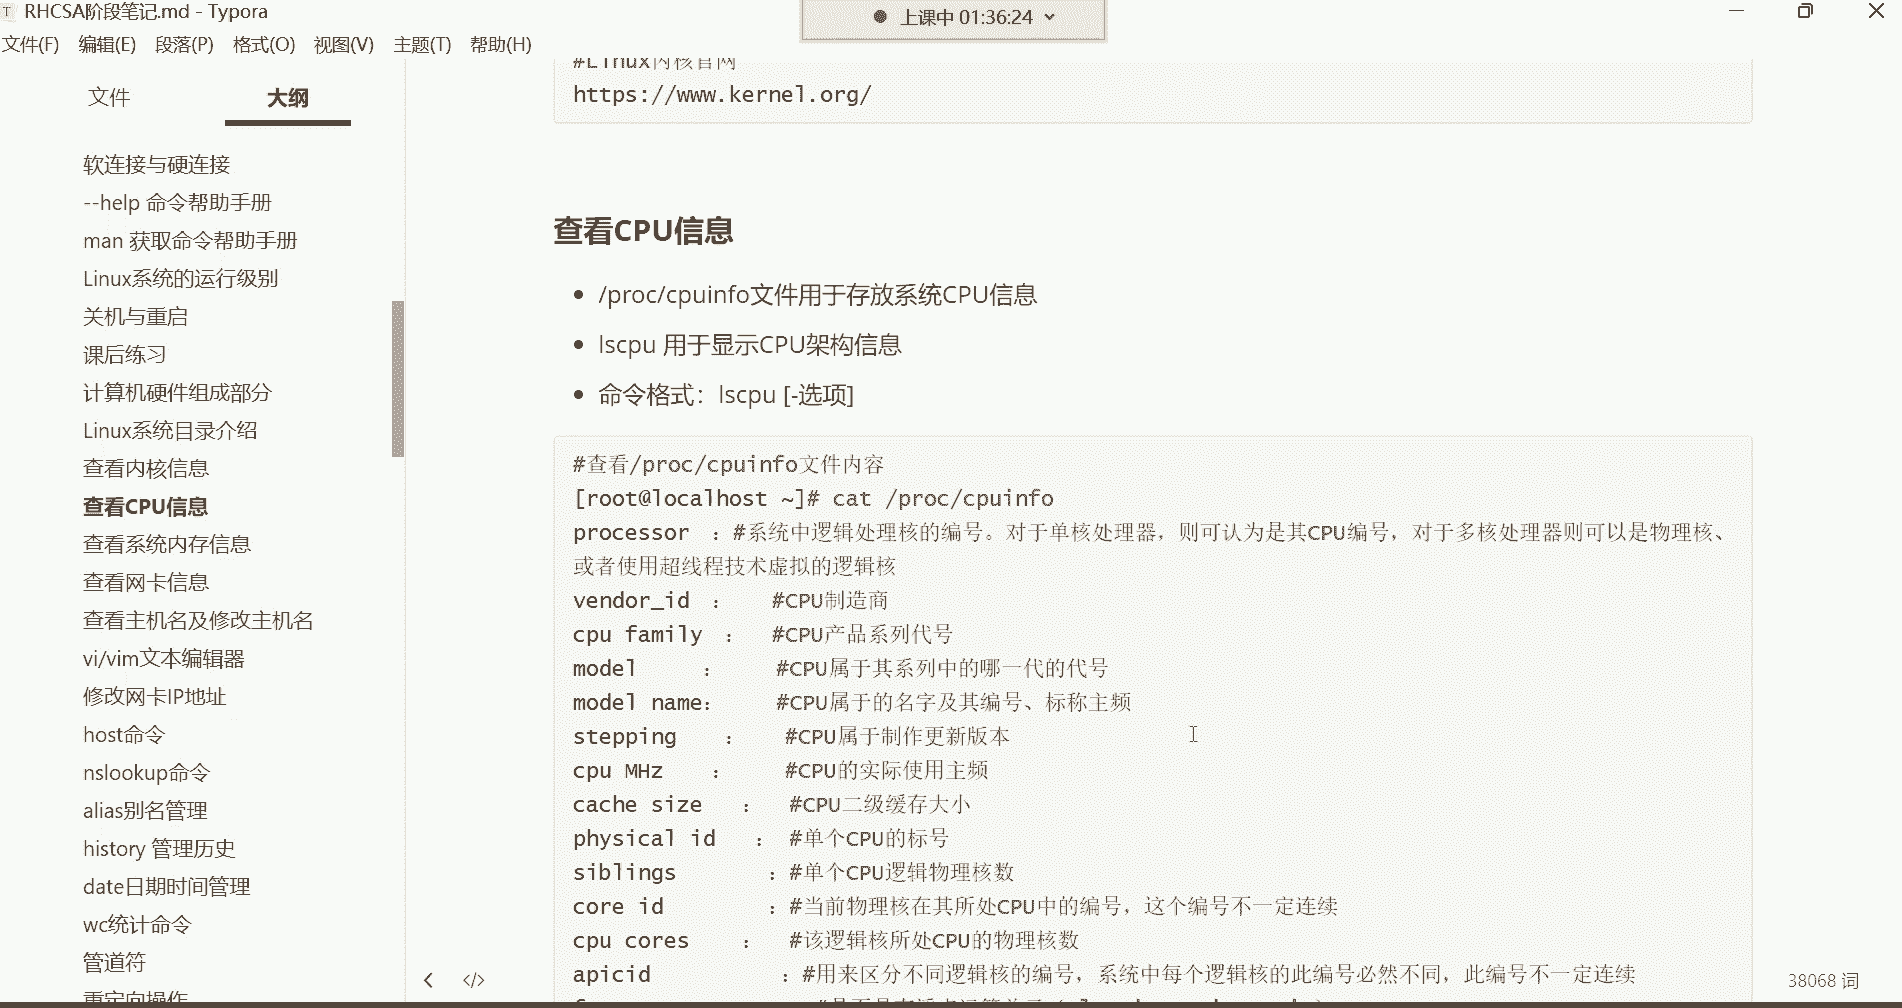 RHCSA阶段笔记.md - Typora
上课中 01:36:24
文件(F) 编辑(E) 段落(P) 格式(O) 视图(V) 主题(T) 帮助(H)
文件 大纲
软连接与硬连接
--help 命令帮助手册
man 获取命令帮助手册
Linux系统的运行级别
关机与重启
课后练习
计算机硬件组成部分
Linux系统目录介绍
查看内核信息
查看CPU信息
查看系统内存信息
查看网卡信息
查看主机名及修改主机名
vi/vim文本编辑器
修改网卡IP地址
host命令
nslookup命令
alias别名管理
history 管理历史
date日期时间管理
wc统计命令
管道符
重定向操作
#Linux内核官网
https://www.kernel.org/
查看CPU信息
• /proc/cpuinfo文件用于存放系统CPU信息
• lscpu 用于显示CPU架构信息
• 命令格式：lscpu [-选项]
#查看/proc/cpuinfo文件内容
[root@localhost ~]# cat /proc/cpuinfo
processor ：#系统中逻辑处理核的编号。对于单核处理器，则可认为是其CPU编号，对于多核处理器则可以是物理核、
或者使用超线程技术虚拟的逻辑核
vendor_id ： #CPU制造商
cpu family ： #CPU产品系列代号
model ： #CPU属于其系列中的哪一代的代号
model name： #CPU属于的名字及其编号、标称主频
stepping ： #CPU属于制作更新版本
cpu MHz ： #CPU的实际使用主频
cache size ： #CPU二级缓存大小
physical id ： #单个CPU的标号
siblings ：#单个CPU逻辑物理核数
core id ：#当前物理核在其所处CPU中的编号，这个编号不一定连续
cpu cores ： #该逻辑核所处CPU的物理核数
apicid ：#用来区分不同逻辑核的编号，系统中每个逻辑核的此编号必然不同，此编号不一定连续
38068 词